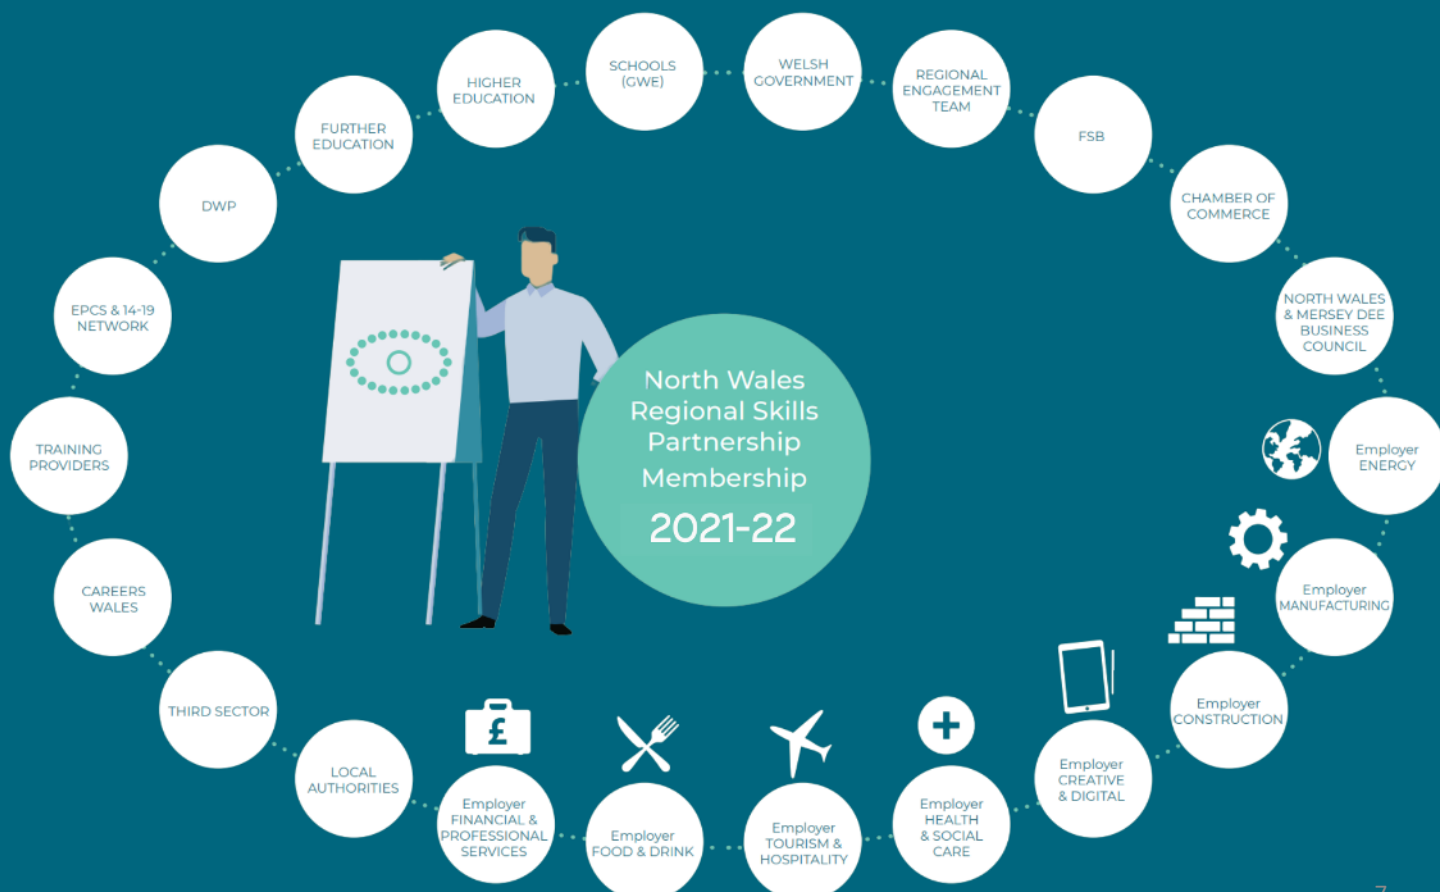 SCHOOLS
(GWE)
WELSH
GOVERNMENT
REGIONAL
ENGAGEMENT
TEAM
FSB
CHAMBER OF
COMMERCE
NORTH WALES
& MERSEY DEE
BUSINESS
COUNCIL
Employer
ENERGY
Employer
MANUFACTURING
Employer
CONSTRUCTION
Employer
CREATIVE
& DIGITAL
Employer
HEALTH
& SOCIAL
CARE
Employer
TOURISM &
HOSPITALITY
Employer
FOOD & DRINK
Employer
FINANCIAL &
PROFESSIONAL
SERVICES
£
LOCAL
AUTHORITIES
THIRD SECTOR
CAREERS
WALES
TRAINING
PROVIDERS
EPCS & 14-19
NETWORK
DWP
FURTHER
EDUCATION
HIGHER
EDUCATION
North Wales
Regional Skills
Partnership
Membership
2021-22